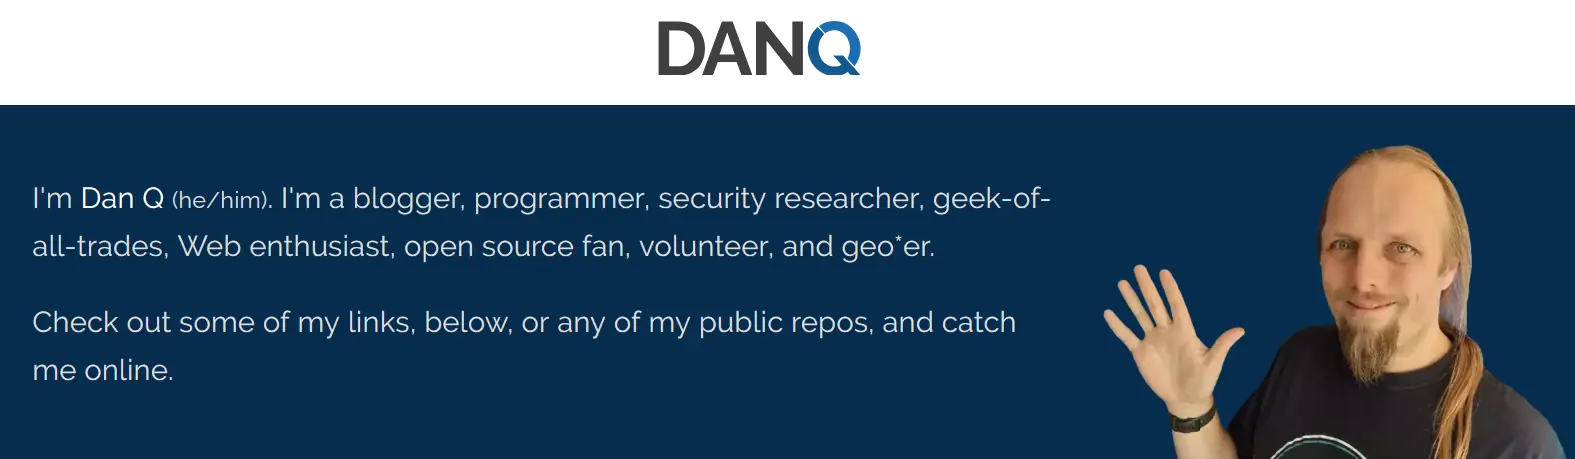 DANQ
I'm Dan Q (he/him). I'm a blogger, programmer, security researcher, geek-of-
all-trades, Web enthusiast, open source fan, volunteer, and geo*er.
Check out some of my links, below, or any of my public repos, and catch
me online.